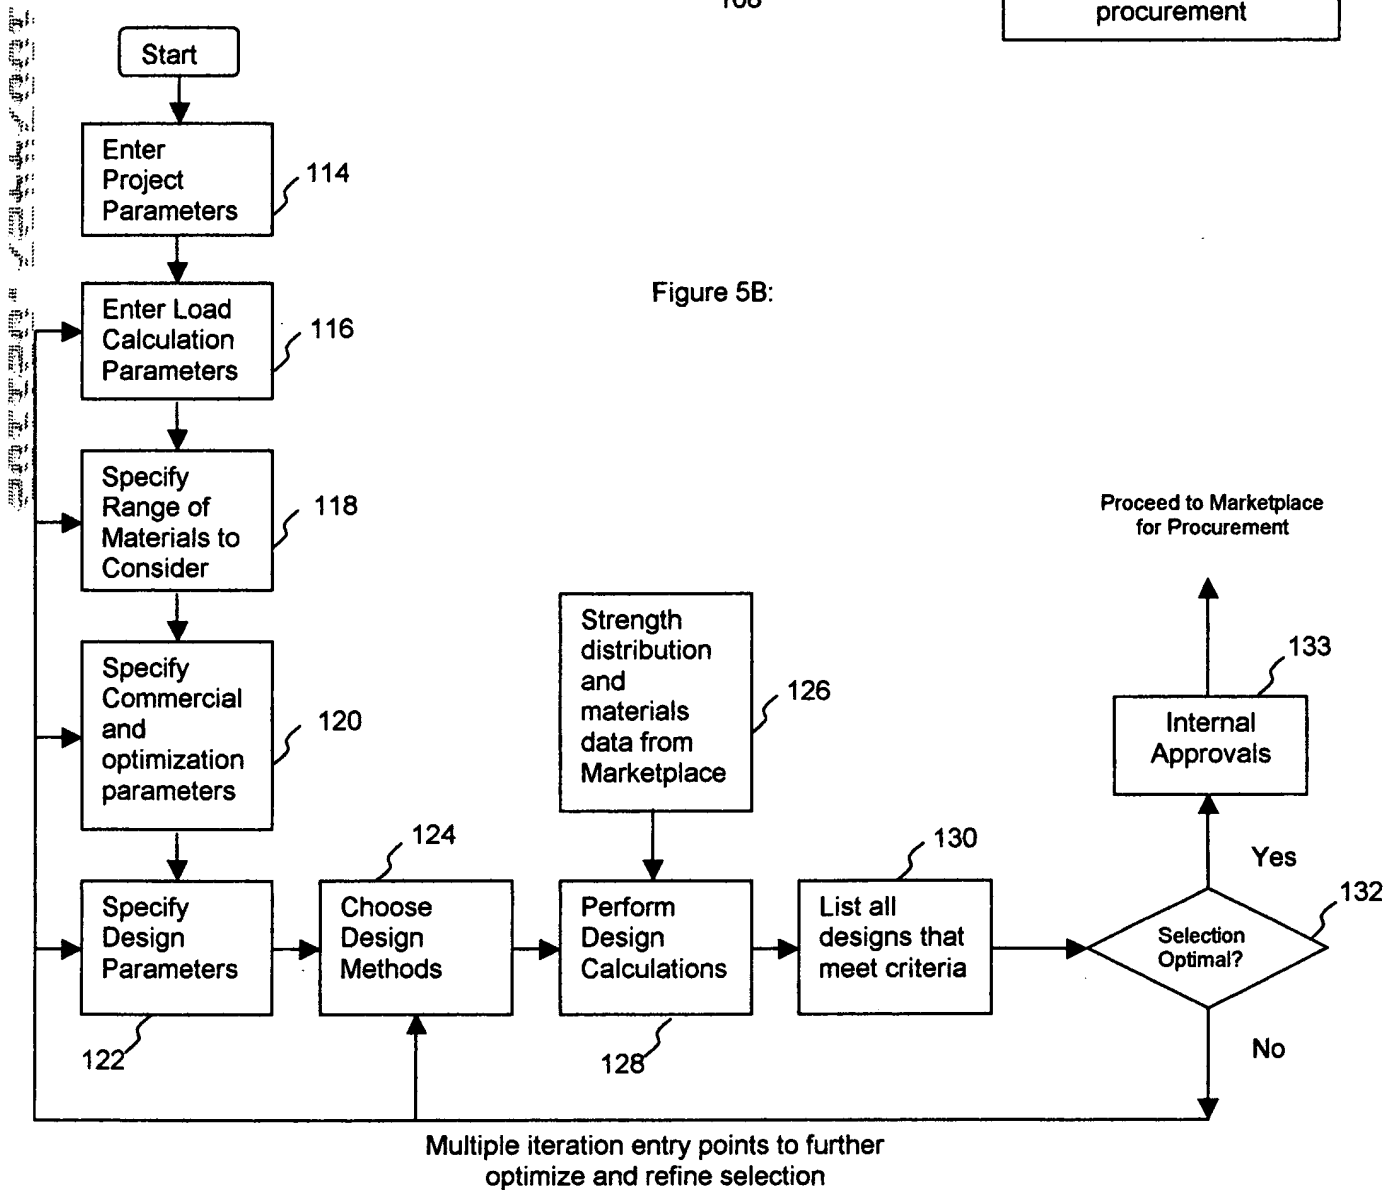 procurement
Start
Enter
Project
Parameters
114
Enter Load
Calculation
Parameters
116
Figure 5B:
Specify
Range of
Materials to
Consider
118
Specify
Commercial
and
optimization
parameters
120
Specify
Design
Parameters
122
Choose
Design
Methods
124
Strength
distribution
and
materials
data from
Marketplace
126
Perform
Design
Calculations
128
List all
designs that
meet criteria
130
Selection
Optimal?
132
Yes
No
Internal
Approvals
133
Proceed to Marketplace
for Procurement
Multiple iteration entry points to further
optimize and refine selection